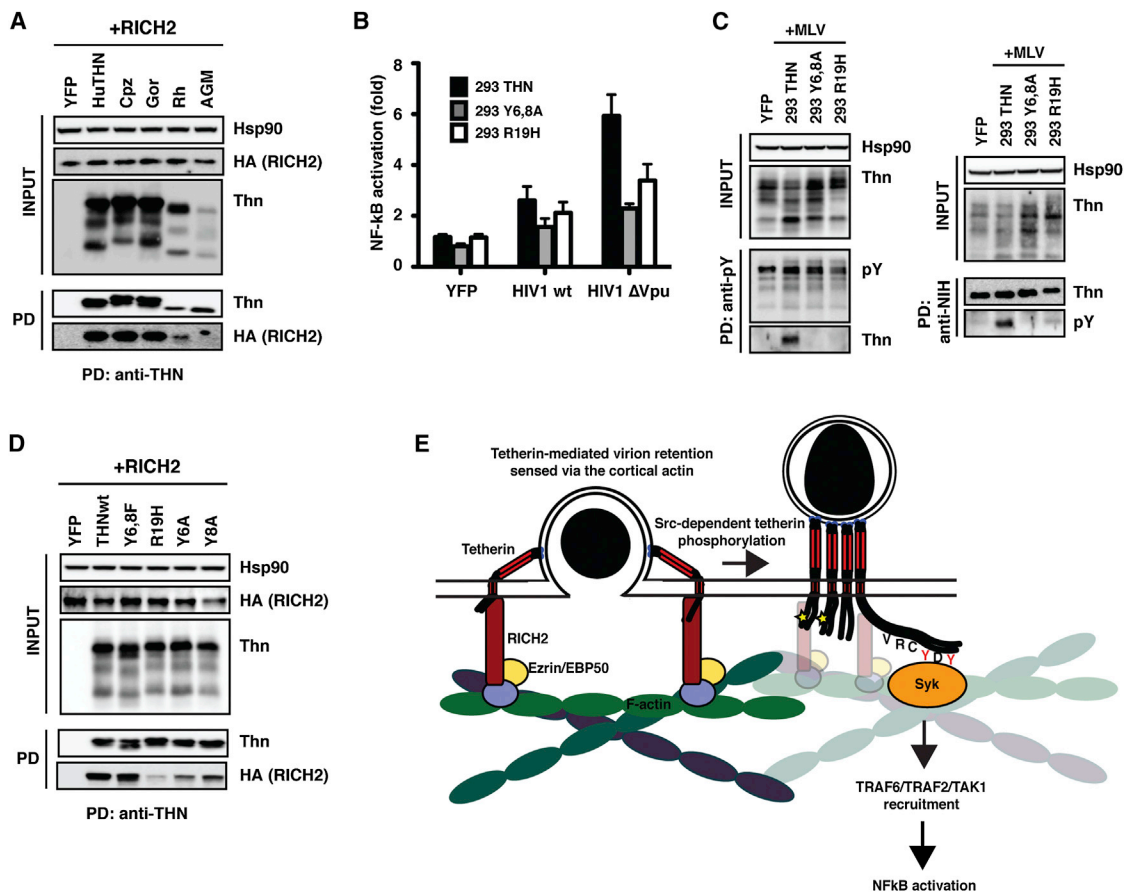 A
+RICH2
YFP
HuTHN
Cpz
Gor
Rh
AGM
INPUT
Hsp90
HA (RICH2)
Thn
PD
Thn
HA (RICH2)
PD: anti-THN
B
NF-kB activation (fold)
8
6
4
2
0
293 THN
293 Y6,8A
293 R19H
YFP
HIV1 wt
HIV1 ΔVpu
C
+MLV
YFP
293 THN
293 Y6,8A
293 R19H
INPUT
Hsp90
Thn
PD: anti-pY
pY
Thn
+MLV
YFP
293 THN
293 Y6,8A
293 R19H
INPUT
Hsp90
Thn
PD:
anti-NIH
Thn
pY
D
+RICH2
YFP
THNwt
Y6,8F
R19H
Y6A
Y8A
INPUT
Hsp90
HA (RICH2)
Thn
PD
Thn
HA (RICH2)
PD: anti-THN
E
Tetherin-mediated virion retention
sensed via the cortical actin
Tetherin
Src-dependent tetherin
phosphorylation
RICH2
Ezrin/EBP50
F-actin
V R C Y D Y
Syk
TRAF6/TRAF2/TAK1
recruitment
NFkB activation